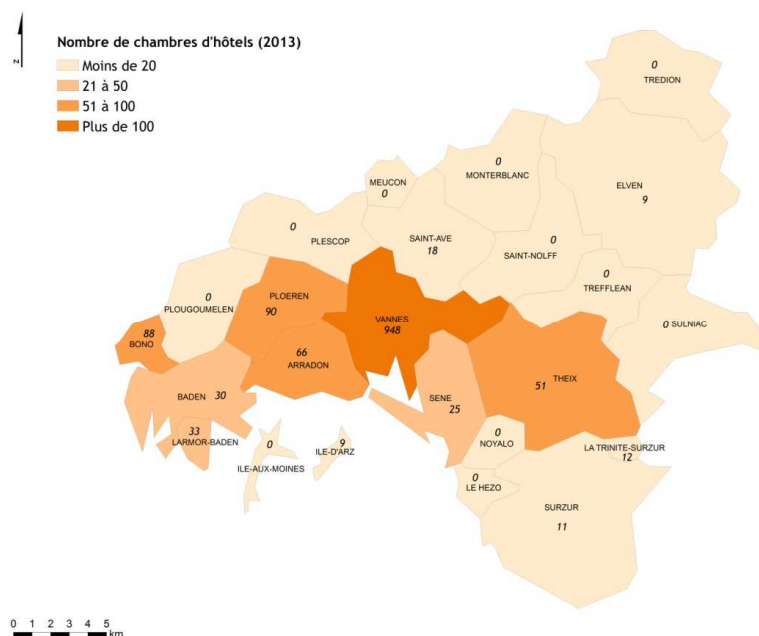 Nombre de chambres d'hôtels (2013)
Moins de 20
21 à 50
51 à 100
Plus de 100
N
0
TREDION
0
MONTERBLANC
MEUCON
0
ELVEN
9
0
PLESCOP
SAINT-AVE
18
0
SAINT-NOLFF
0
TREFFLEAN
0
PLOUGOUMELEN
PLOEREN
90
VANNES
948
0 SULNIAC
88
BONO
66
ARRADON
51 THEIX
BADEN 30
SENE
25
33
LARMOR-BADEN
0
ILE-AUX-MOINES
9
ILE-D'ARZ
0
NOYALO
LA TRINITE-SURZUR
12
0
LE HEZO
SURZUR
11
0 1 2 3 4 5
km